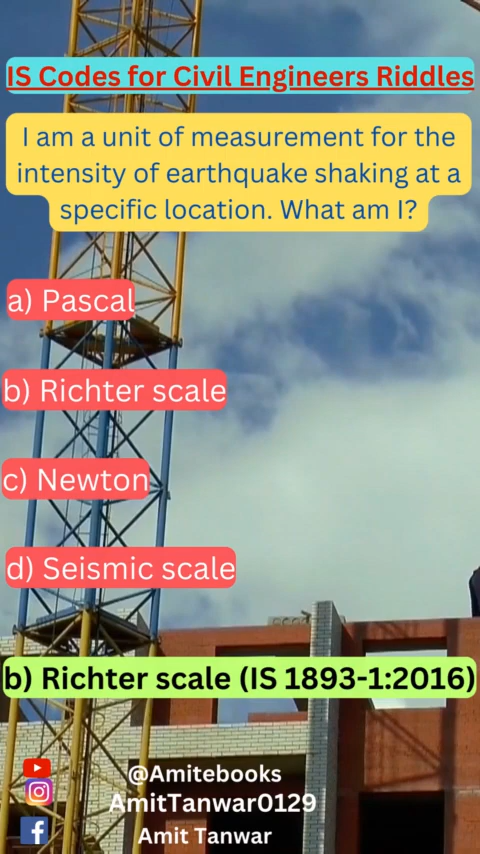 IS Codes for Civil Engineers Riddles
I am a unit of measurement for the
intensity of earthquake shaking at a
specific location. What am I?
a) Pascal
b) Richter scale
c) Newton
d) Seismic scale
b) Richter scale (IS 1893-1:2016)
@Amitebooks
AmitTanwar0129
Amit Tanwar